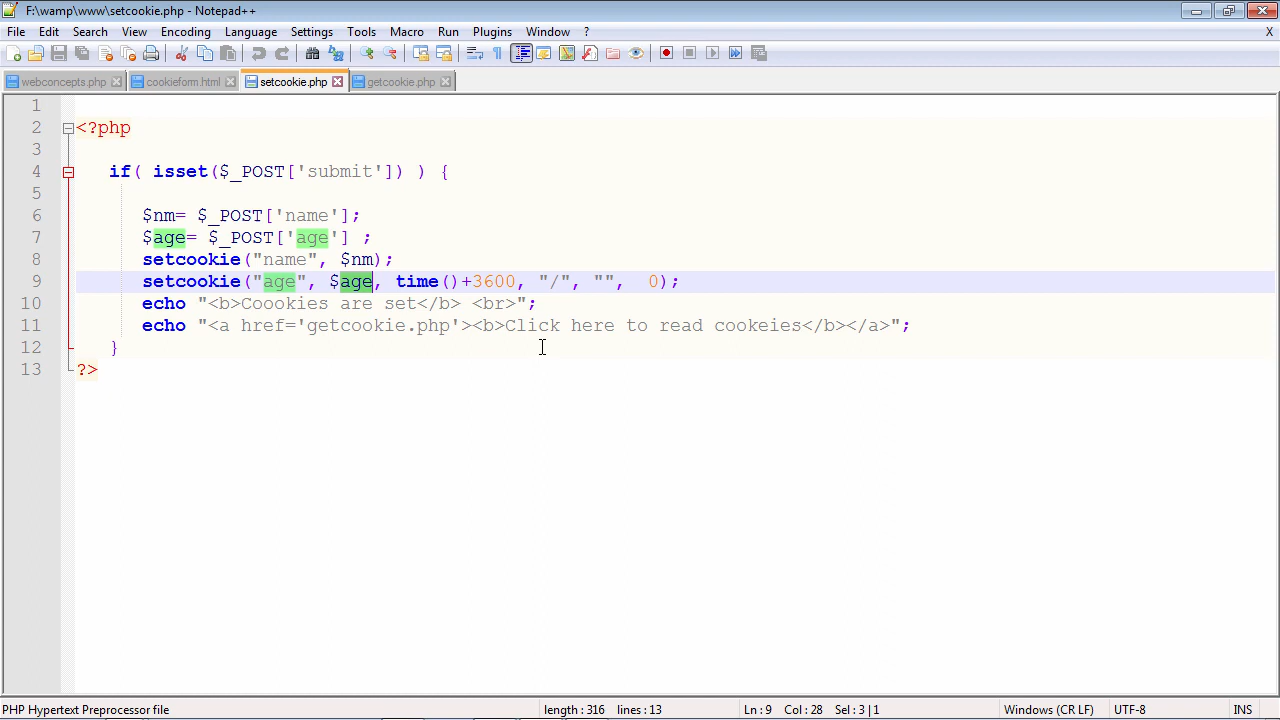 F:\wamp\www\setcookie.php - Notepad++
File Edit Search View Encoding Language Settings Tools Macro Run Plugins Window ? X
webconcepts.php cookieform.html setcookie.php getcookie.php
1
2 <?php
3
4 if( isset($_POST['submit']) ) {
5
6 $nm= $_POST['name'];
7 $age= $_POST['age'] ;
8 setcookie("name", $nm);
9 setcookie("age", $age, time()+3600, "/", "",  0);
10 echo "<b>Coookies are set</b> <br>";
11 echo "<a href='getcookie.php'><b>Click here to read cookeies</b></a>";
12 }
13 ?>
PHP Hypertext Preprocessor file length : 316 lines : 13 Ln : 9 Col : 28 Sel : 3 | 1 Windows (CR LF) UTF-8 INS